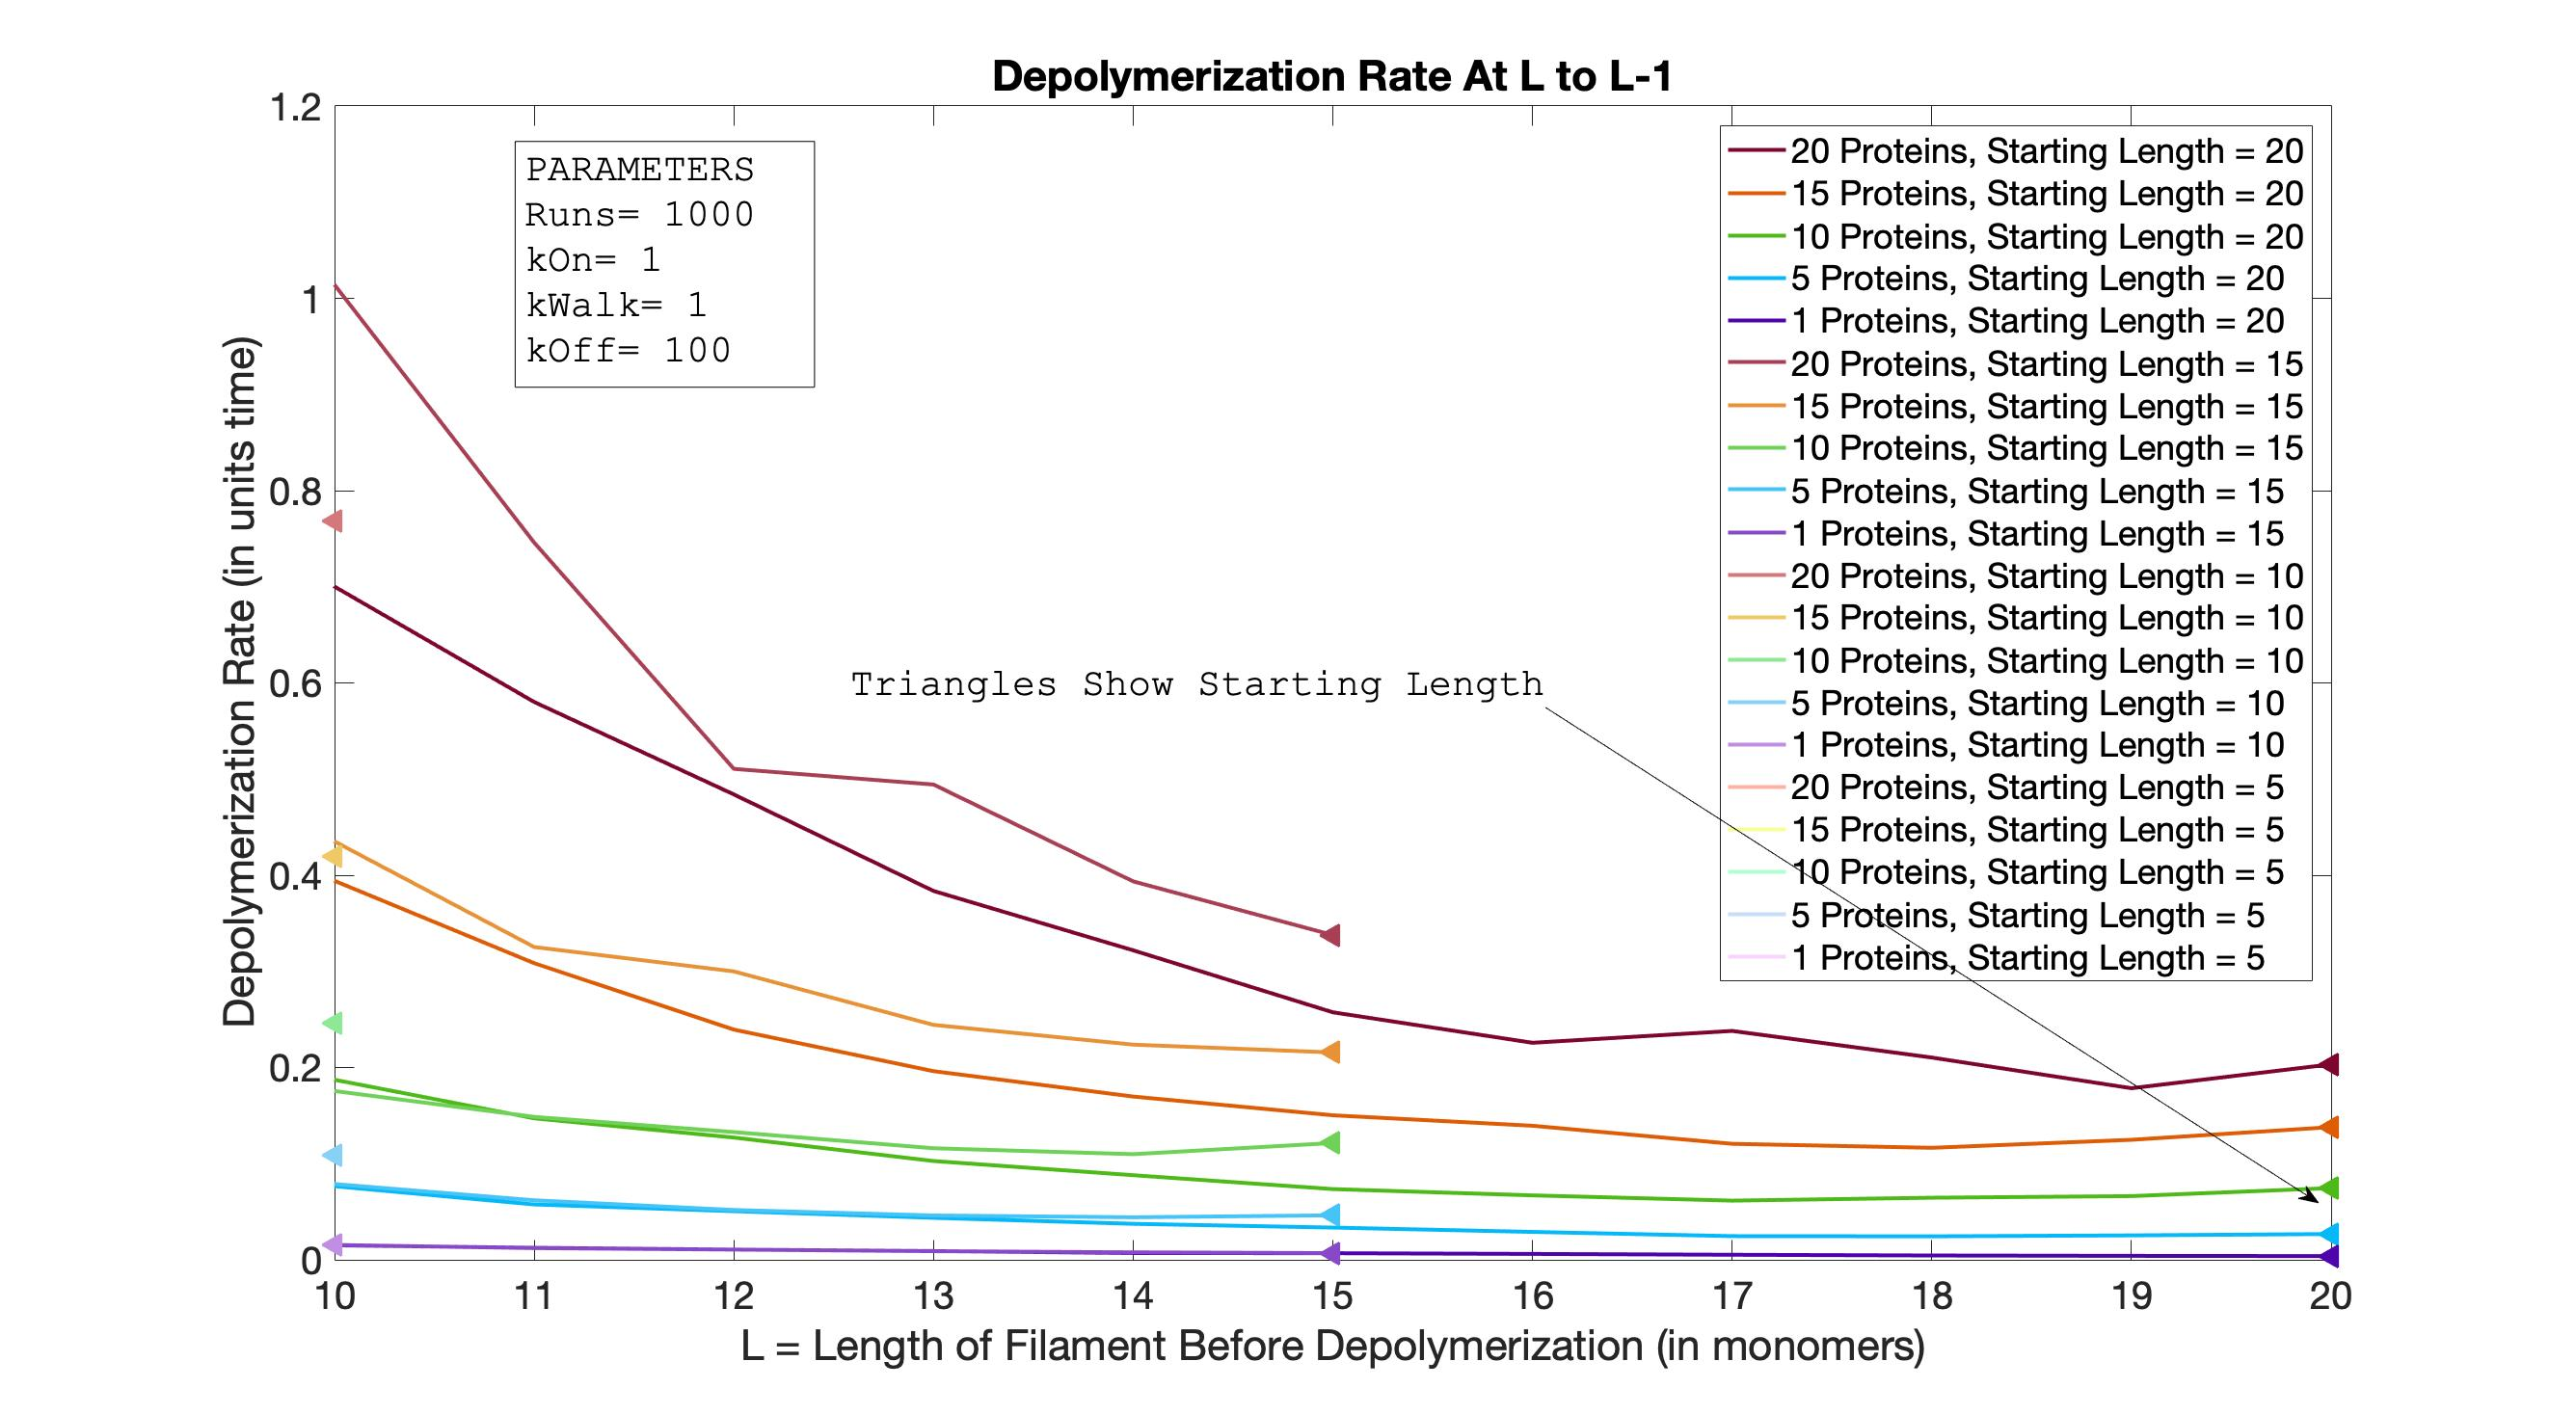 Depolymerization Rate At L to L-1
1.2
1
0.8
0.6
0.4
0.2
0
Depolymerization Rate (in units time)
PARAMETERS
Runs= 1000
kOn= 1
kWalk= 1
kOff= 100
Triangles Show Starting Length
20 Proteins, Starting Length = 20
15 Proteins, Starting Length = 20
10 Proteins, Starting Length = 20
5 Proteins, Starting Length = 20
1 Proteins, Starting Length = 20
20 Proteins, Starting Length = 15
15 Proteins, Starting Length = 15
10 Proteins, Starting Length = 15
5 Proteins, Starting Length = 15
1 Proteins, Starting Length = 15
20 Proteins, Starting Length = 10
15 Proteins, Starting Length = 10
10 Proteins, Starting Length = 10
5 Proteins, Starting Length = 10
1 Proteins, Starting Length = 10
20 Proteins, Starting Length = 5
15 Proteins, Starting Length = 5
10 Proteins, Starting Length = 5
5 Proteins, Starting Length = 5
1 Proteins, Starting Length = 5
10 11 12 13 14 15 16 17 18 19 20
L = Length of Filament Before Depolymerization (in monomers)